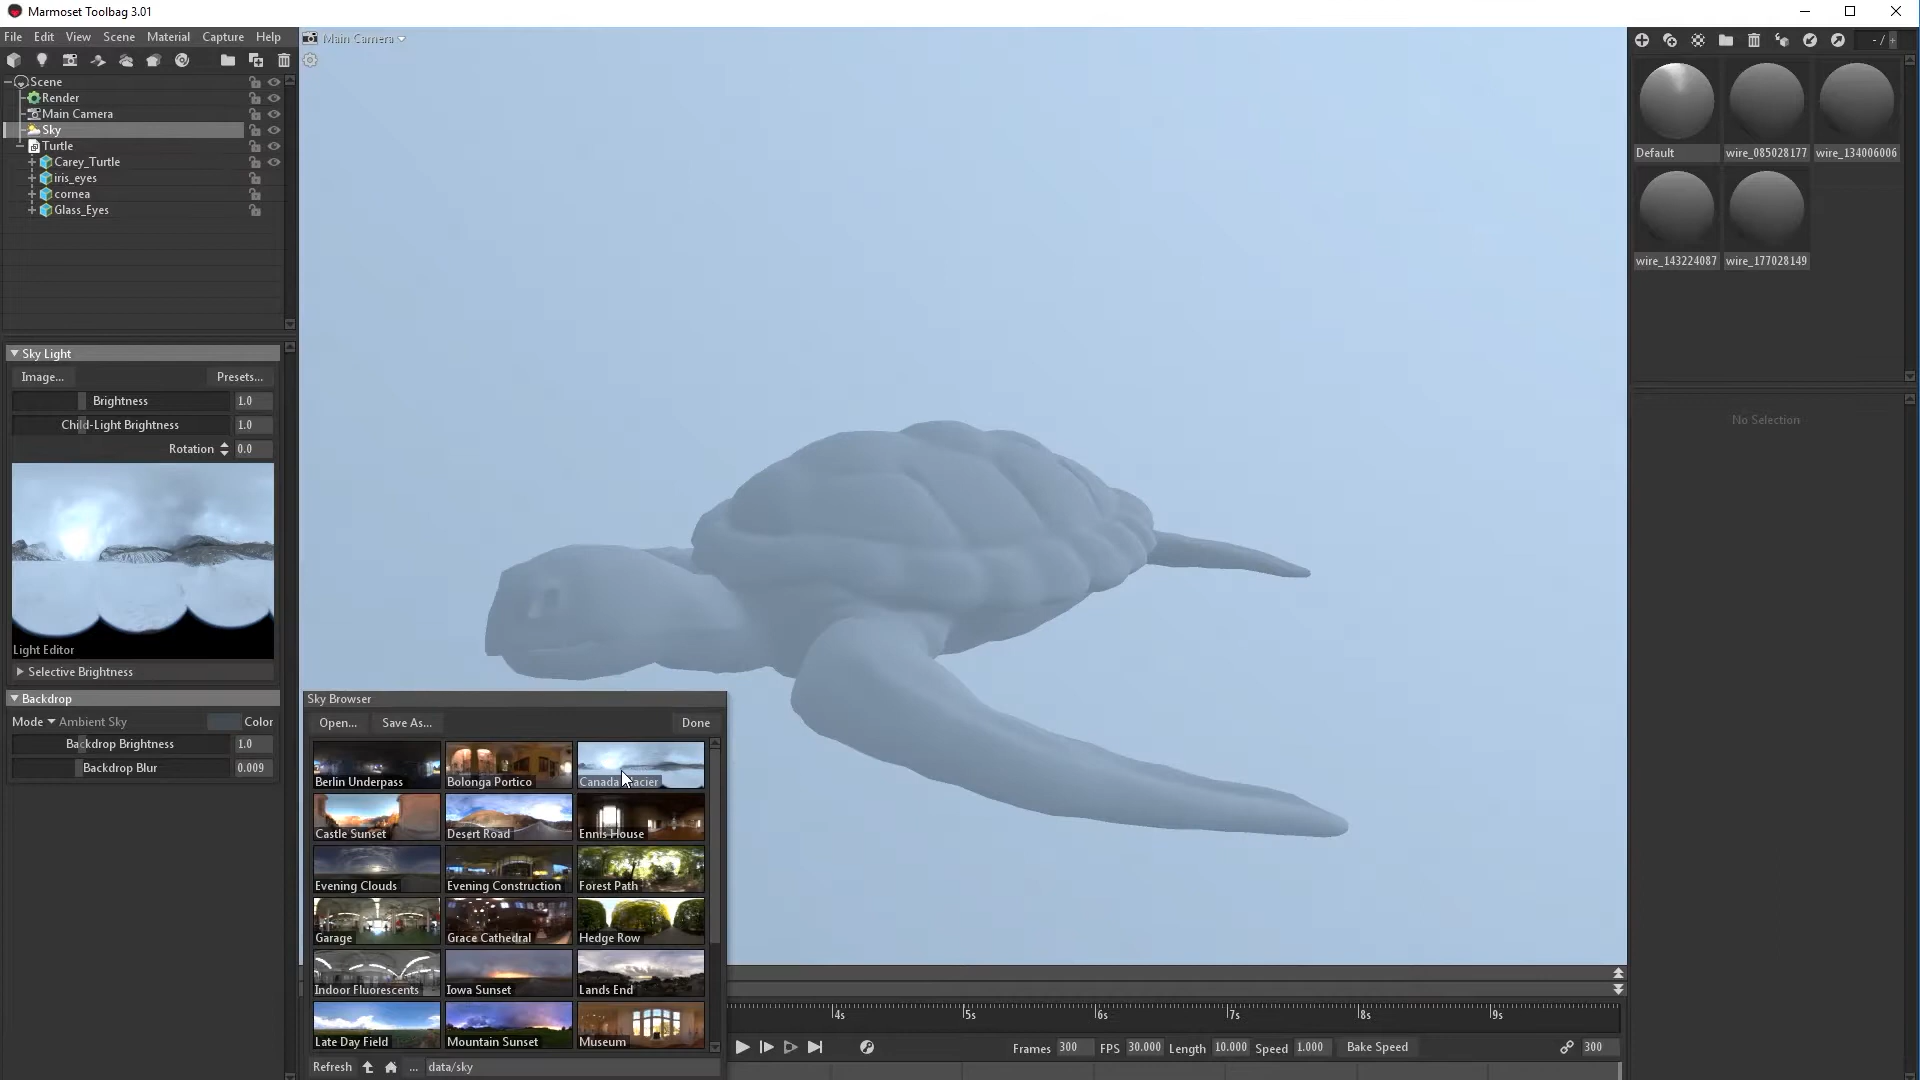 Marmoset Toolbag 3.01
File Edit View Scene Material Capture Help
Main Camera
Scene
Render
Main Camera
Sky
Turtle
Carey_Turtle
iris_eyes
cornea
Glass_Eyes
- /
Default wire_085028177 wire_134006006
wire_143224087 wire_177028149
No Selection
Sky Light
Image... Presets...
Brightness 1.0
Child-Light Brightness 1.0
Rotation 0.0
Light Editor
Selective Brightness
Backdrop
Mode Ambient Sky Color
Backdrop Brightness 1.0
Backdrop Blur 0.009
Sky Browser
Open... Save As... Done
Berlin Underpass Bolonga Portico Canada
Castle Sunset Desert Road Ennis House
Evening Clouds Evening Construction Forest Path
Garage Grace Cathedral Hedge Row
Indoor Fluorescents Iowa Sunset Lands End
Late Day Field Mountain Sunset Museum
Refresh ... data/sky
4s 5s 6s 7s 8s 9s
Frames 300 FPS 30.000 Length 10.000 Speed 1.000 Bake Speed 300